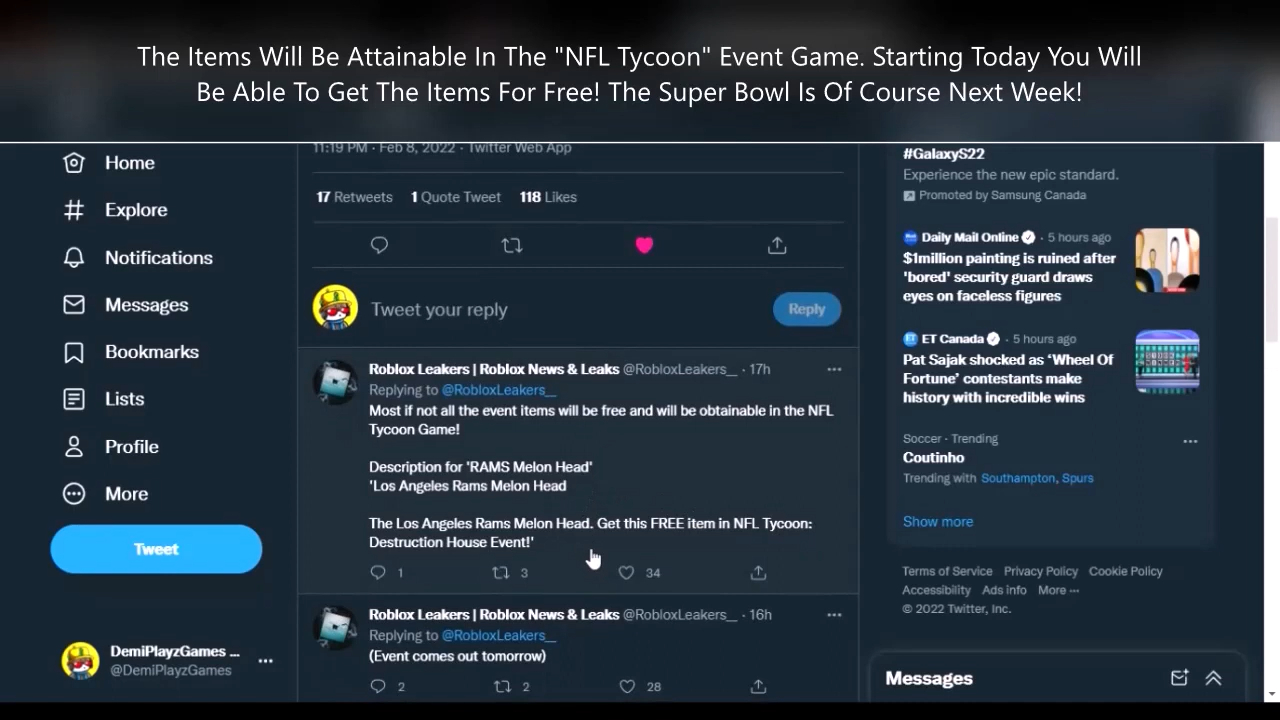 The Items Will Be Attainable In The "NFL Tycoon" Event Game. Starting Today You Will
Be Able To Get The Items For Free! The Super Bowl Is Of Course Next Week!
Home
Explore
Notifications
Messages
Bookmarks
Lists
Profile
More
Tweet
DemiPlayzGames ...
@DemiPlayzGames
11:19 PM · Feb 8, 2022 · Twitter Web App
17 Retweets 1 Quote Tweet 118 Likes
Tweet your reply
Reply
Roblox Leakers | Roblox News & Leaks @RobloxLeakers__ · 17h
Replying to @RobloxLeakers__
Most if not all the event items will be free and will be obtainable in the NFL
Tycoon Game!
Description for 'RAMS Melon Head'
'Los Angeles Rams Melon Head
The Los Angeles Rams Melon Head. Get this FREE item in NFL Tycoon:
Destruction House Event!'
1 3 34
Roblox Leakers | Roblox News & Leaks @RobloxLeakers__ · 16h
Replying to @RobloxLeakers__
(Event comes out tomorrow)
2 2 28
#GalaxyS22
Experience the new epic standard.
Promoted by Samsung Canada
Daily Mail Online · 5 hours ago
$1million painting is ruined after
'bored' security guard draws
eyes on faceless figures
ET Canada · 5 hours ago
Pat Sajak shocked as ‘Wheel Of
Fortune’ contestants make
history with incredible wins
Soccer · Trending
Coutinho
Trending with Southampton, Spurs
Show more
Terms of Service Privacy Policy Cookie Policy
Accessibility Ads info More ···
© 2022 Twitter, Inc.
Messages